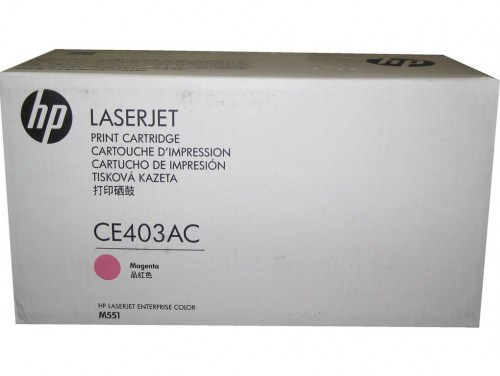 hp
LASERJET
PRINT CARTRIDGE
CARTOUCHE D'IMPRESSION
CARTUCHO DE IMPRESIÓN
TISKOVÁ KAZETA
打印硒鼓
CE403AC
Magenta
品红色
HP LASERJET ENTERPRISE COLOR
M551